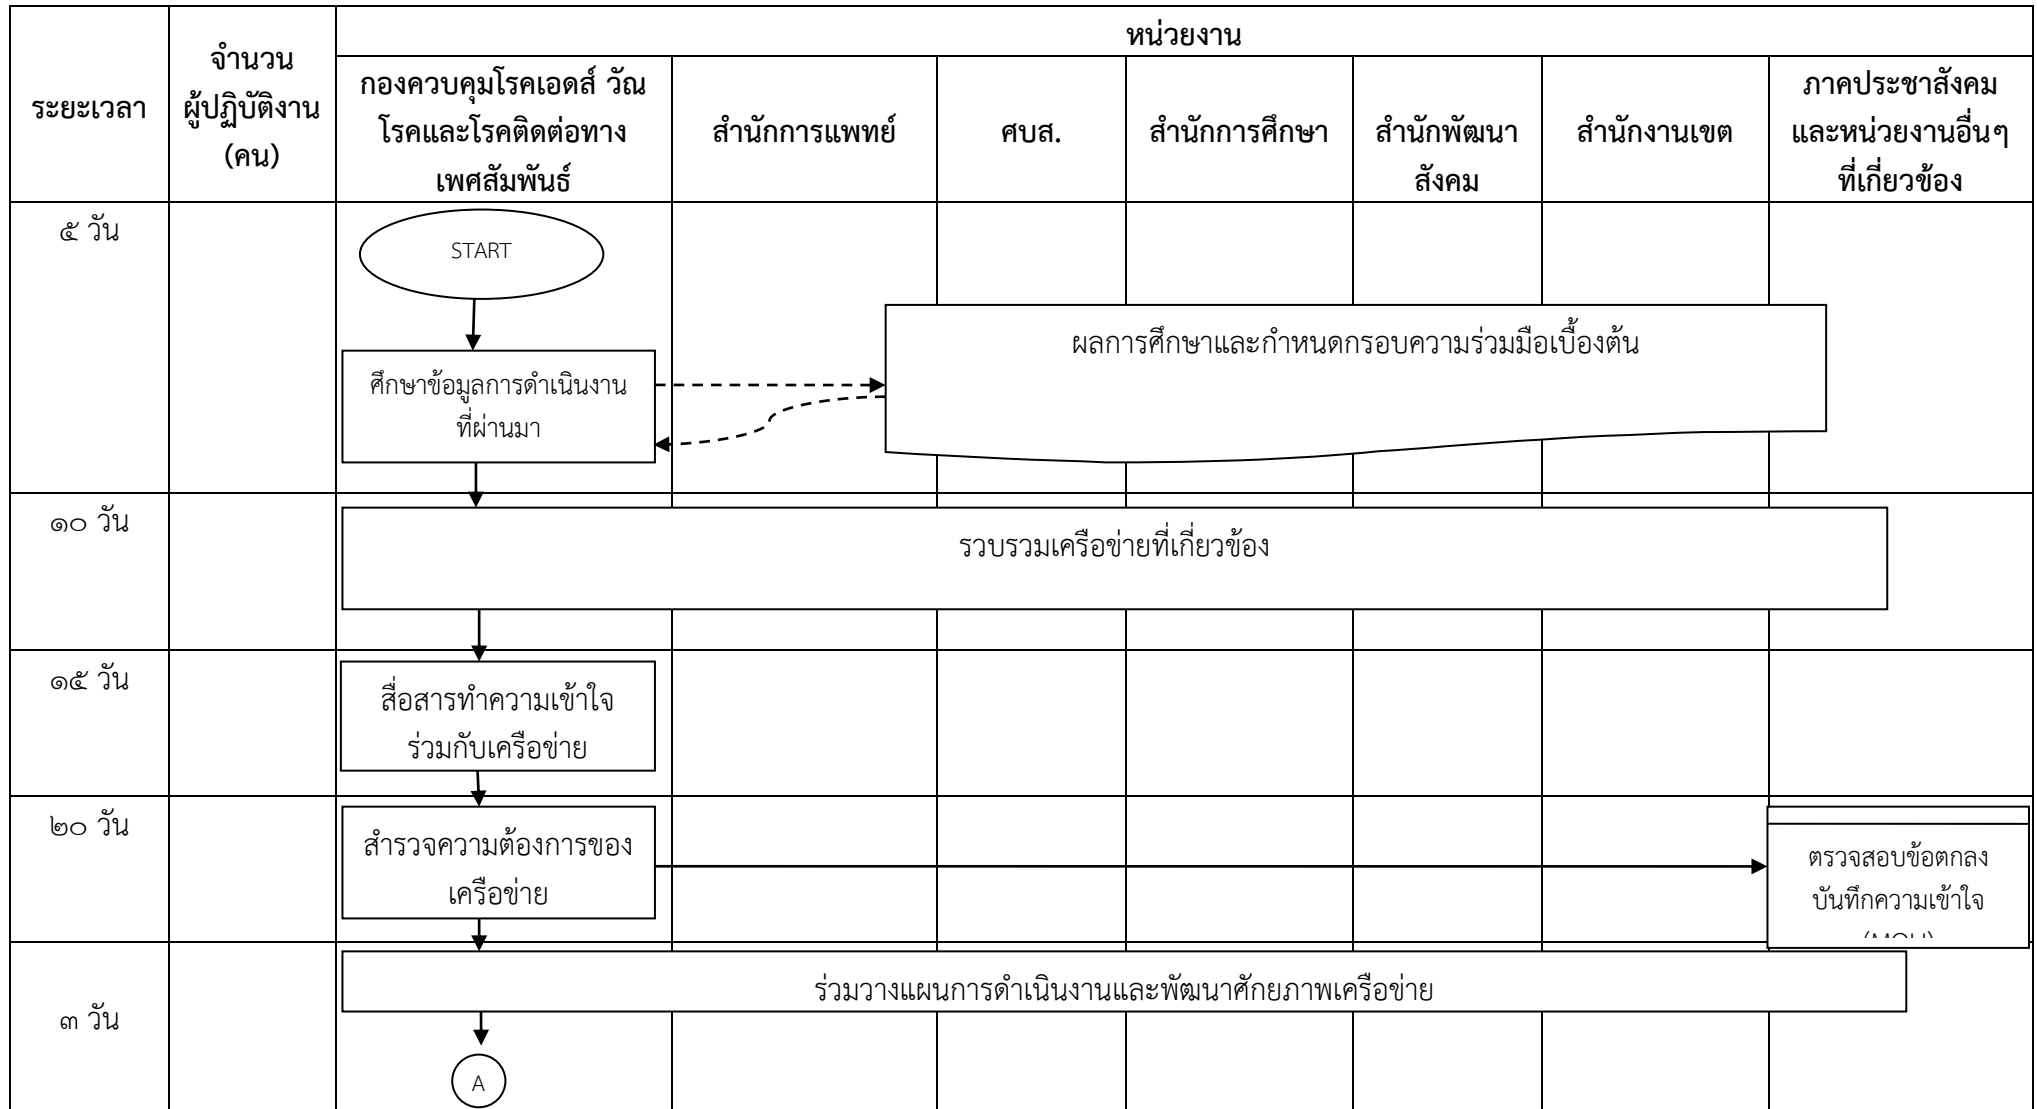 หน่วยงาน
ระยะเวลา
จำนวน
ผู้ปฏิบัติงาน
(คน)
กองควบคุมโรคเอดส์ วัณ
โรคและโรคติดต่อทาง
เพศสัมพันธ์
สำนักการแพทย์
ศบส.
สำนักการศึกษา
สำนักพัฒนา
สังคม
สำนักงานเขต
ภาคประชาสังคม
และหน่วยงานอื่นๆ
ที่เกี่ยวข้อง
๕ วัน
START
ผลการศึกษาและกำหนดกรอบความร่วมมือเบื้องต้น
ศึกษาข้อมูลการดำเนินงาน
ที่ผ่านมา
๑๐ วัน
รวบรวมเครือข่ายที่เกี่ยวข้อง
๑๕ วัน
สื่อสารทำความเข้าใจ
ร่วมกับเครือข่าย
๒๐ วัน
สำรวจความต้องการของ
เครือข่าย
ตรวจสอบข้อตกลง
บันทึกความเข้าใจ
(MOU)
๓ วัน
ร่วมวางแผนการดำเนินงานและพัฒนาศักยภาพเครือข่าย
A